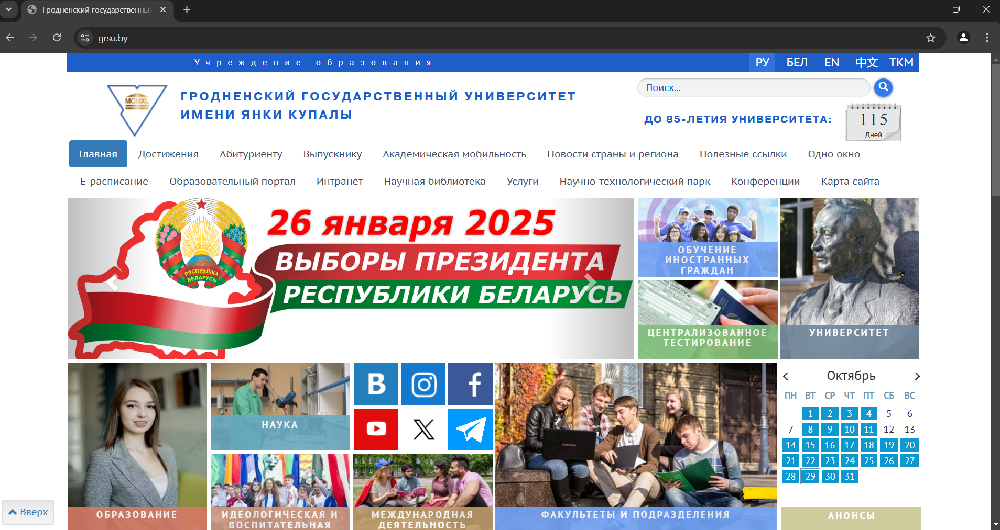 Гродненский государственный
grsu.by
Учреждение образования
РУ БЕЛ EN 中文 ТКМ
MCMXL
ГРОДНЕНСКИЙ ГОСУДАРСТВЕННЫЙ УНИВЕРСИТЕТ
ИМЕНИ ЯНКИ КУПАЛЫ
Поиск...
ДО 85-ЛЕТИЯ УНИВЕРСИТЕТА:
115
Дней
Главная Достижения Абитуриенту Выпускнику Академическая мобильность Новости страны и региона Полезные ссылки Одно окно
Е-расписание Образовательный портал Интранет Научная библиотека Услуги Научно-технологический парк Конференции Карта сайта
26 января 2025
ВЫБОРЫ ПРЕЗИДЕНТА
РЕСПУБЛИКИ БЕЛАРУСЬ
РЭСПУБЛІКА
БЕЛАРУСЬ
ОБУЧЕНИЕ
ИНОСТРАННЫХ
ГРАЖДАН
ЦЕНТРАЛИЗОВАННОЕ
ТЕСТИРОВАНИЕ
УНИВЕРСИТЕТ
ОБРАЗОВАНИЕ
НАУКА
ИДЕОЛОГИЧЕСКАЯ И
ВОСПИТАТЕЛЬНАЯ
МЕЖДУНАРОДНАЯ
ДЕЯТЕЛЬНОСТЬ
TOSHIBA
ФАКУЛЬТЕТЫ И ПОДРАЗДЕЛЕНИЯ
Октябрь
ПН ВТ СР ЧТ ПТ СБ ВС
1 2 3 4 5 6
7 8 9 10 11 12 13
14 15 16 17 18 19 20
21 22 23 24 25 26 27
28 29 30 31
АНОНСЫ
Вверх